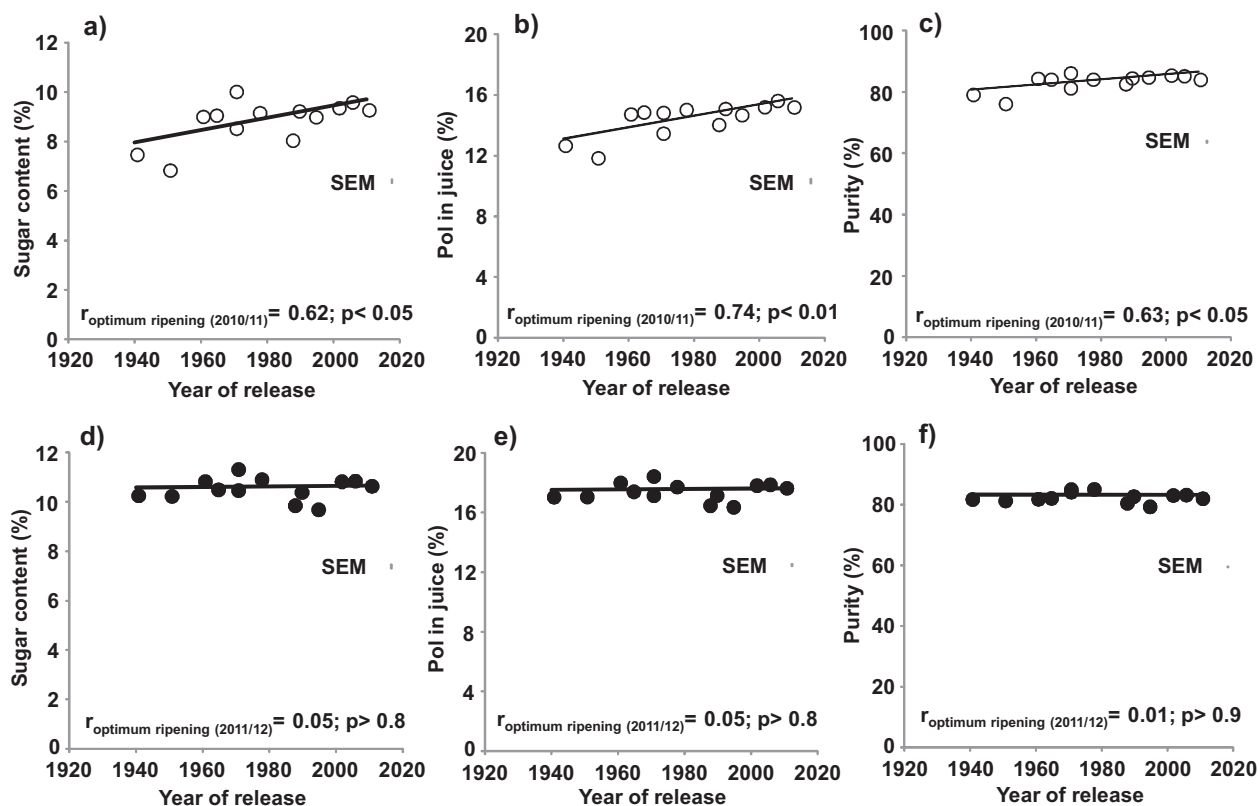 a)
12
10
8
6
4
2
0
Sugar content (%)
SEM
r optimum ripening (2010/11) = 0.62; p< 0.05
1920 1940 1960 1980 2000 2020
Year of release
b)
20
16
12
8
4
0
Pol in juice (%)
SEM
r optimum ripening (2010/11) = 0.74; p< 0.01
1920 1940 1960 1980 2000 2020
Year of release
c)
100
80
60
40
20
0
Purity (%)
SEM
r optimum ripening (2010/11) = 0.63; p< 0.05
1920 1940 1960 1980 2000 2020
Year of release
d)
12
10
8
6
4
2
0
Sugar content (%)
SEM
r optimum ripening (2011/12) = 0.05; p> 0.8
1920 1940 1960 1980 2000 2020
Year of release
e)
20
16
12
8
4
0
Pol in juice (%)
SEM
r optimum ripening (2011/12) = 0.05; p> 0.8
1920 1940 1960 1980 2000 2020
Year of release
f)
100
80
60
40
20
0
Purity (%)
SEM
r optimum ripening (2011/12) = 0.01; p> 0.9
1920 1940 1960 1980 2000 2020
Year of release